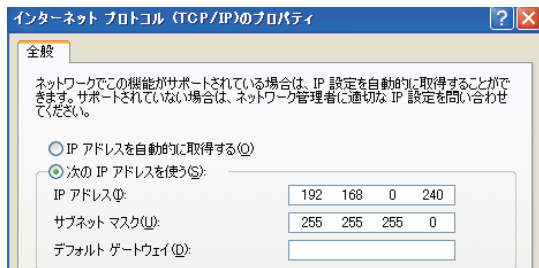 インターネット プロトコル (TCP/IP)のプロパティ
全般
ネットワークでこの機能がサポートされている場合は、IP 設定を自動的に取得することがで
きます。サポートされていない場合は、ネットワーク管理者に適切な IP 設定を問い合わせ
てください。
IP アドレスを自動的に取得する(O)
次の IP アドレスを使う(S):
IP アドレス(I): 192 168 0 240
サブネット マスク(U): 255 255 255 0
デフォルト ゲートウェイ(D):